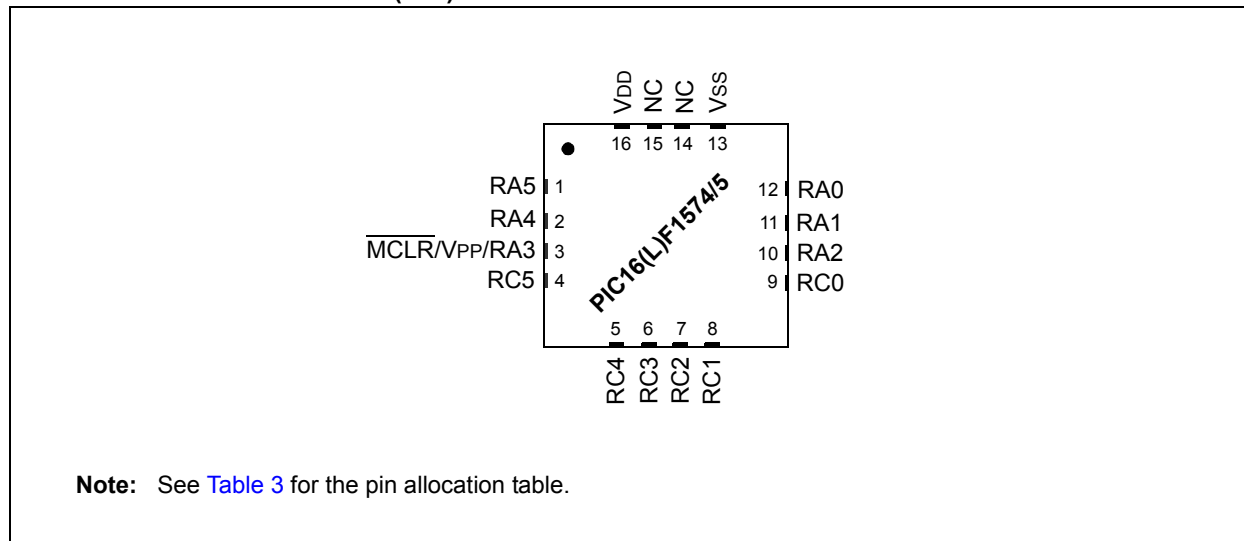 VDD NC NC VSS
16 15 14 13
RA5 1
RA4 2
MCLR/VPP/RA3 3
RC5 4
PIC16(L)F1574/5
12 RA0
11 RA1
10 RA2
9 RC0
5 6 7 8
RC4 RC3 RC2 RC1
Note: See Table 3 for the pin allocation table.